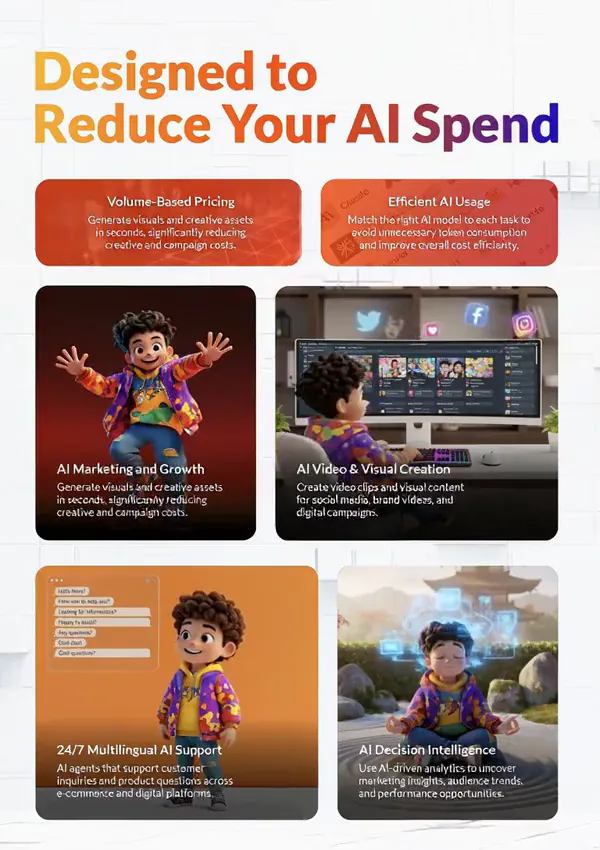 Designed to
Reduce Your AI Spend
Volume-Based Pricing
Generate visuals and creative assets
in seconds, significantly reducing
creative and campaign costs.
Efficient AI Usage
Match the right AI model to each task to
avoid unnecessary token consumption
and improve overall cost efficiency.
AI Marketing and Growth
Generate visuals and creative assets
in seconds, significantly reducing
creative and campaign costs.
AI Video & Visual Creation
Create video clips and visual content
for social media, brand videos, and
digital campaigns.
Any questions?
24/7 Multilingual AI Support
AI agents that support customer
inquiries and product questions across
e-commerce and digital platforms.
AI Decision Intelligence
Use AI-driven analytics to uncover
marketing insights, audience trends,
and performance opportunities.